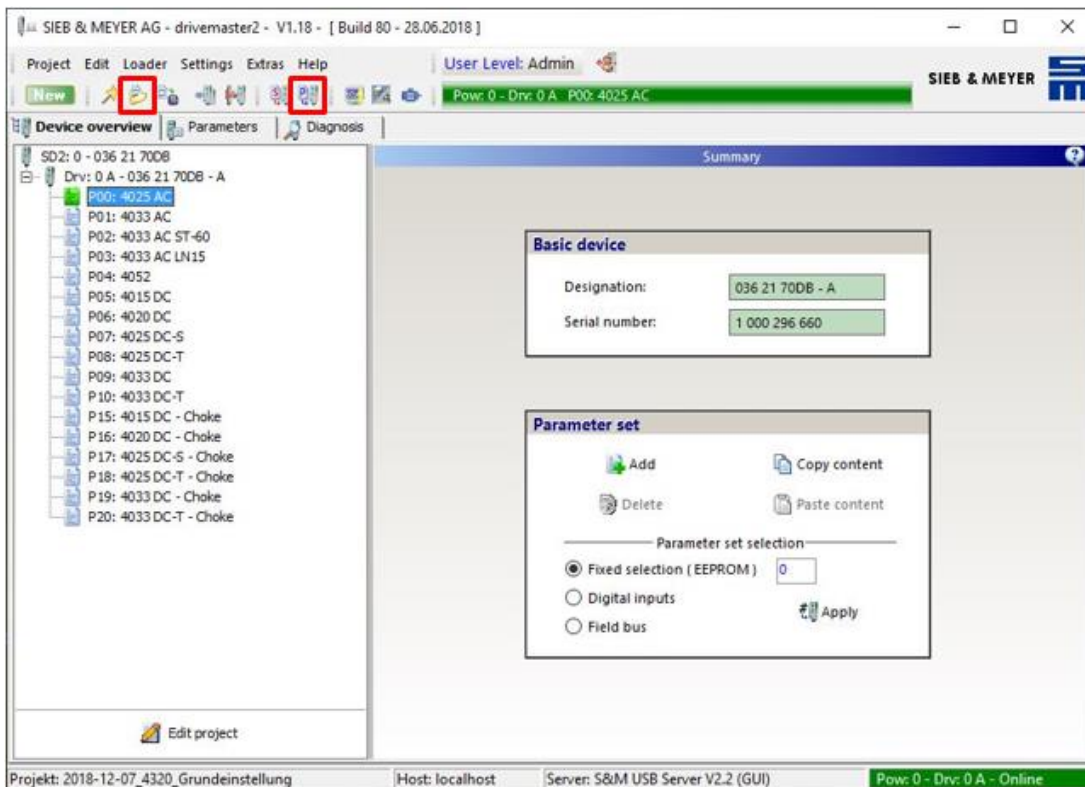 SIEB & MEYER AG - drivemaster2 - V1.18 - [ Build 80 - 28.06.2018 ]
Project Edit Loader Settings Extras Help
User Level: Admin
SIEB & MEYER
New
Pow: 0 - Drv: 0 A P00: 4025 AC
Device overview
Parameters
Diagnosis
SD2: 0 - 036 21 70DB
Drv: 0 A - 036 21 70DB - A
P00: 4025 AC
P01: 4033 AC
P02: 4033 AC ST-60
P03: 4033 AC LN15
P04: 4052
P05: 4015 DC
P06: 4020 DC
P07: 4025 DC-S
P08: 4025 DC-T
P09: 4033 DC
P10: 4033 DC-T
P15: 4015 DC - Choke
P16: 4020 DC - Choke
P17: 4025 DC-S - Choke
P18: 4025 DC-T - Choke
P19: 4033 DC - Choke
P20: 4033 DC-T - Choke
Edit project
Summary
Basic device
Designation: 036 21 70DB - A
Serial number: 1 000 296 660
Parameter set
Add
Copy content
Delete
Paste content
Parameter set selection
Fixed selection ( EEPROM ) 0
Digital inputs
Apply
Field bus
Projekt: 2018-12-07_4320_Grundeinstellung
Host: localhost
Server: S&M USB Server V2.2 (GUI)
Pow: 0 - Drv: 0 A - Online